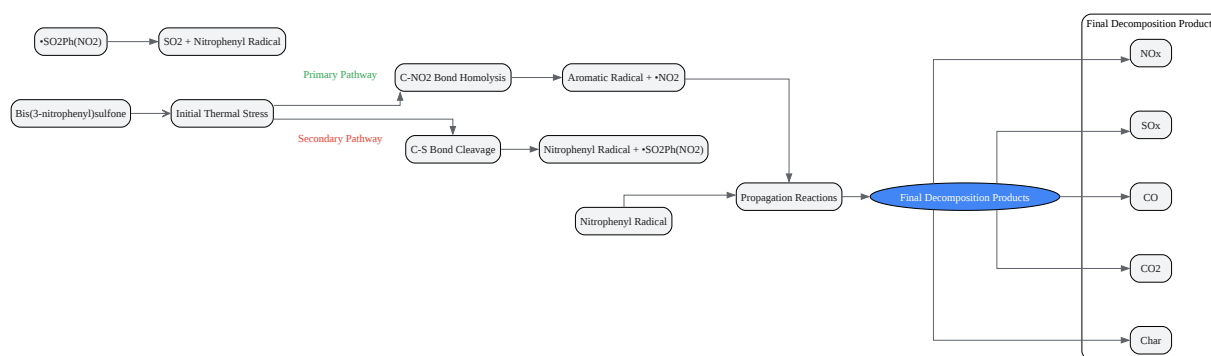 Final Decomposition Product
•SO2Ph(NO2)
SO2 + Nitrophenyl Radical
NOx
Primary Pathway
C-NO2 Bond Homolysis
Aromatic Radical + •NO2
Bis(3-nitrophenyl)sulfone
Initial Thermal Stress
SOx
Secondary Pathway
C-S Bond Cleavage
Nitrophenyl Radical + •SO2Ph(NO2)
Propagation Reactions
Final Decomposition Products
CO
Nitrophenyl Radical
CO2
Char